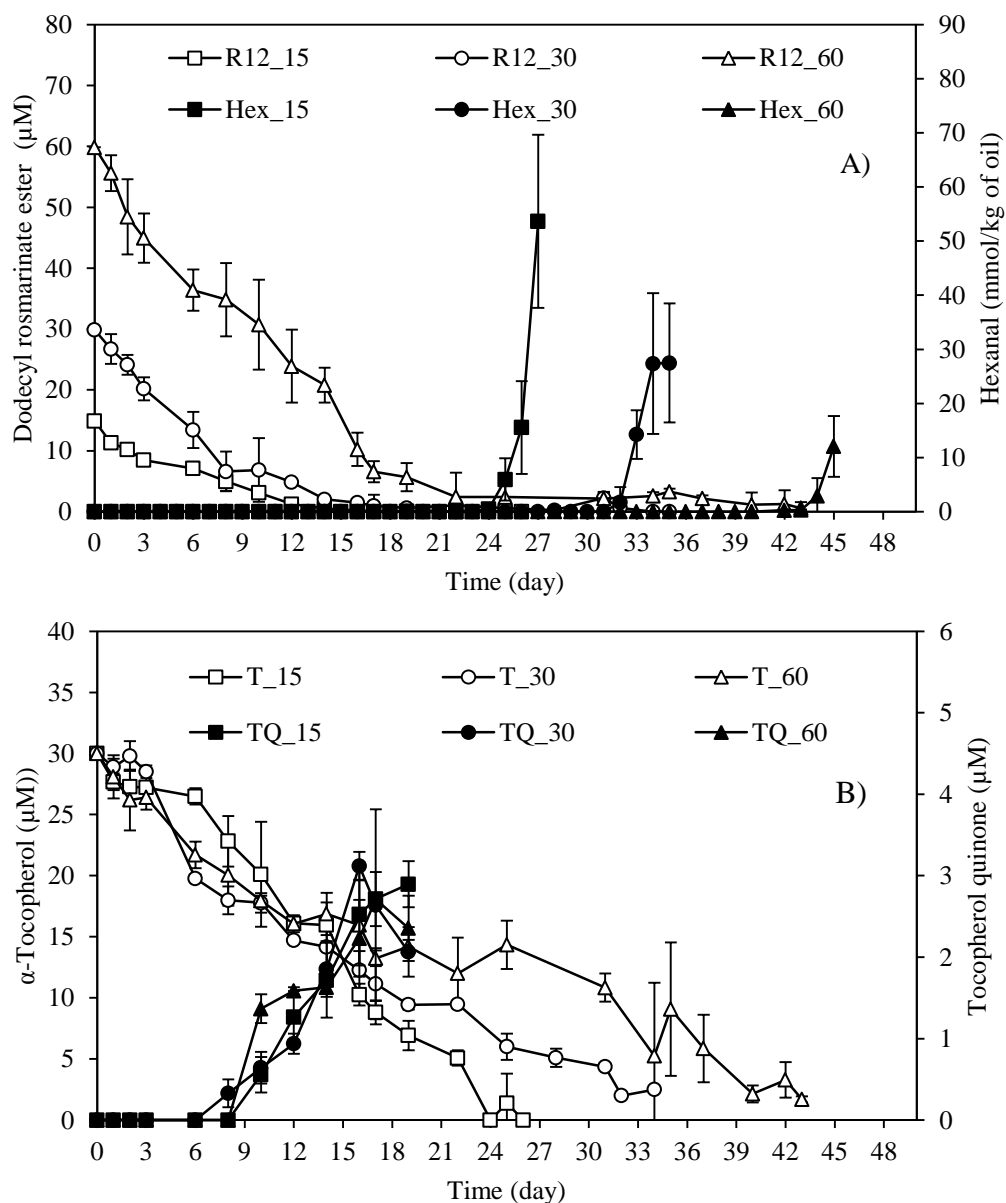 R12_15 R12_30 R12_60
Hex_15 Hex_30 Hex_60
A)
Dodecyl rosmarinate ester (µM)
80
70
60
50
40
30
20
10
0
Hexanal (mmol/kg of oil)
90
80
70
60
50
40
30
20
10
0
0 3 6 9 12 15 18 21 24 27 30 33 36 39 42 45 48
Time (day)
T_15 T_30 T_60
TQ_15 TQ_30 TQ_60
B)
α-Tocopherol (µM))
40
35
30
25
20
15
10
5
0
Tocopherol quinone (µM)
6
5
4
3
2
1
0
0 3 6 9 12 15 18 21 24 27 30 33 36 39 42 45 48
Time (day)